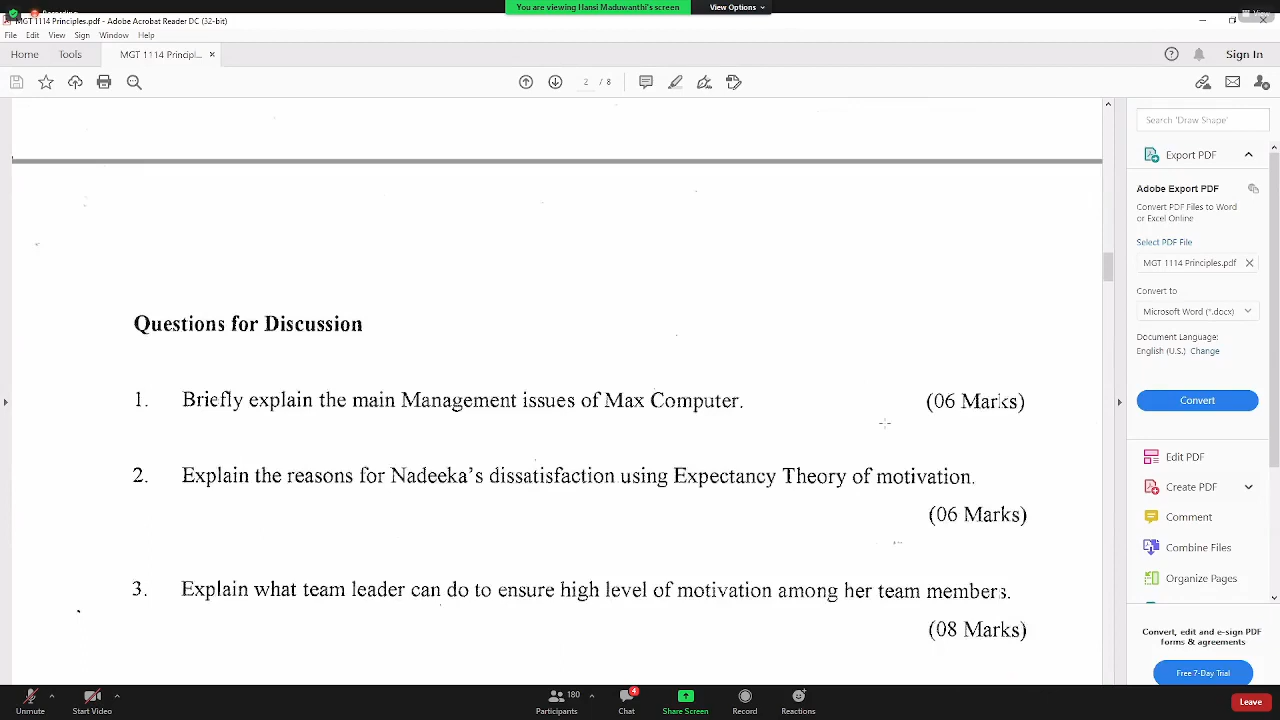 You are viewing Hansi Maduwanthi's screen
View Options
View
MGT 1114 Principles.pdf - Adobe Acrobat Reader DC (32-bit)
File Edit View Sign Window Help
Home Tools MGT 1114 Principl... × Sign In
2 / 8
Search 'Draw Shape'
Export PDF
Adobe Export PDF
Convert PDF Files to Word
or Excel Online
Select PDF File
MGT 1114 Principles.pdf
Convert to
Microsoft Word (*.docx)
Document Language:
English (U.S.) Change
Convert
Edit PDF
Create PDF
Comment
Combine Files
Organize Pages
Convert, edit and e-sign PDF
forms & agreements
Free 7-Day Trial
Questions for Discussion
1. Briefly explain the main Management issues of Max Computer. (06 Marks)
2. Explain the reasons for Nadeeka's dissatisfaction using Expectancy Theory of motivation.
(06 Marks)
3. Explain what team leader can do to ensure high level of motivation among her team members.
(08 Marks)
180 4
Unmute Start Video Participants Chat Share Screen Record Reactions Leave